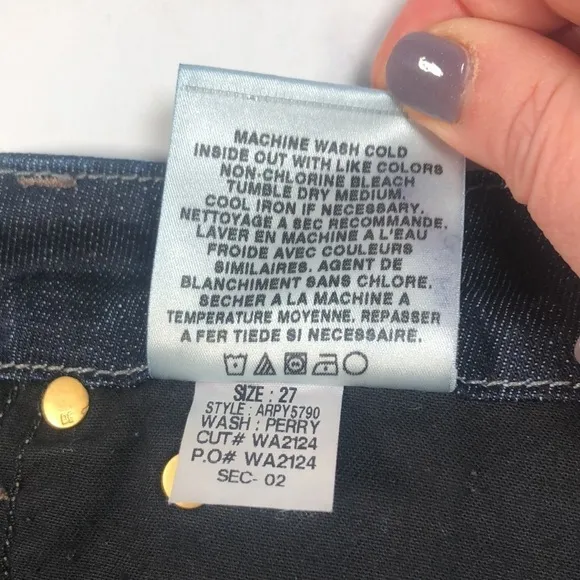 MACHINE WASH COLD
INSIDE OUT WITH LIKE COLORS
NON-CHLORINE BLEACH
TUMBLE DRY MEDIUM.
COOL IRON IF NECESSARY.
NETTOYAGE A SEC RECOMMANDE.
LAVER EN MACHINE A L'EAU
FROIDE AVEC COULEURS
SIMILAIRES. AGENT DE
BLANCHIMENT SANS CHLORE.
SECHER A LA MACHINE A
TEMPERATURE MOYENNE. REPASSER
A FER TIEDE SI NECESSAIRE.
SIZE : 27
STYLE : ARPY5790
WASH : PERRY
CUT# WA2124
P.O# WA2124
SEC- 02